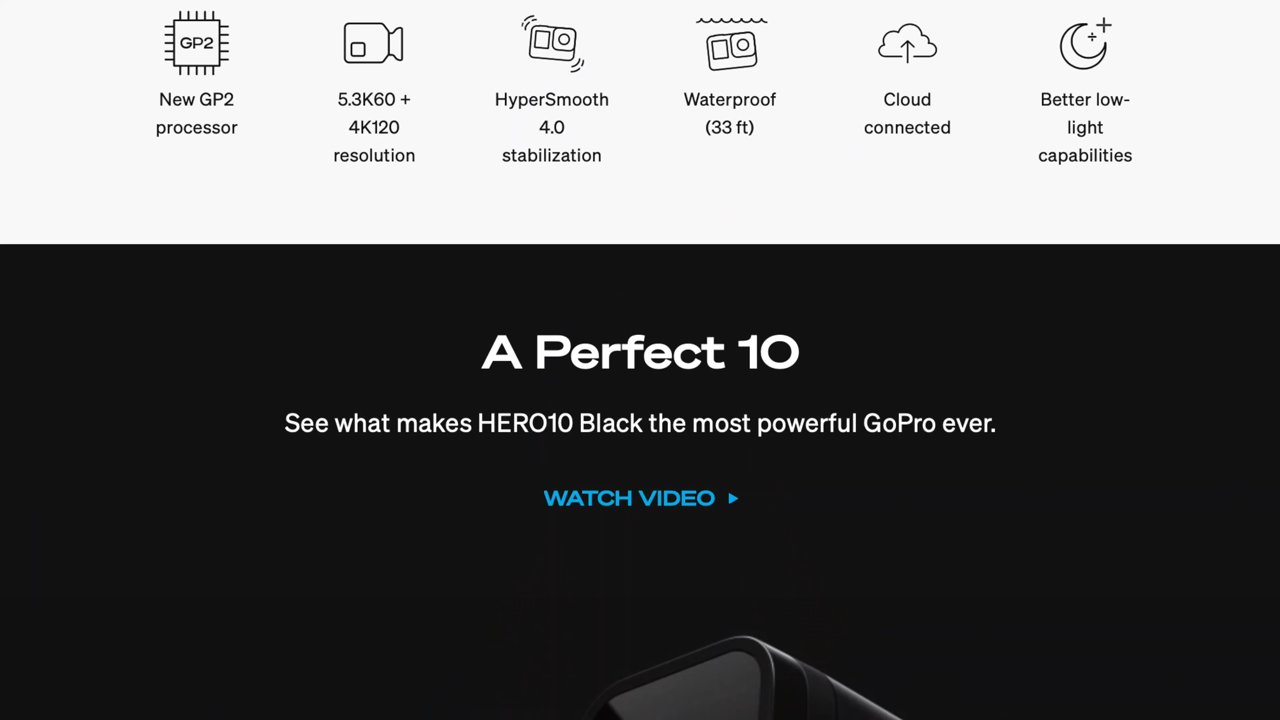 GP2
New GP2
processor
5.3K60 +
4K120
resolution
HyperSmooth
4.0
stabilization
Waterproof
(33 ft)
Cloud
connected
Better low-
light
capabilities
A Perfect 10
See what makes HERO10 Black the most powerful GoPro ever.
WATCH VIDEO